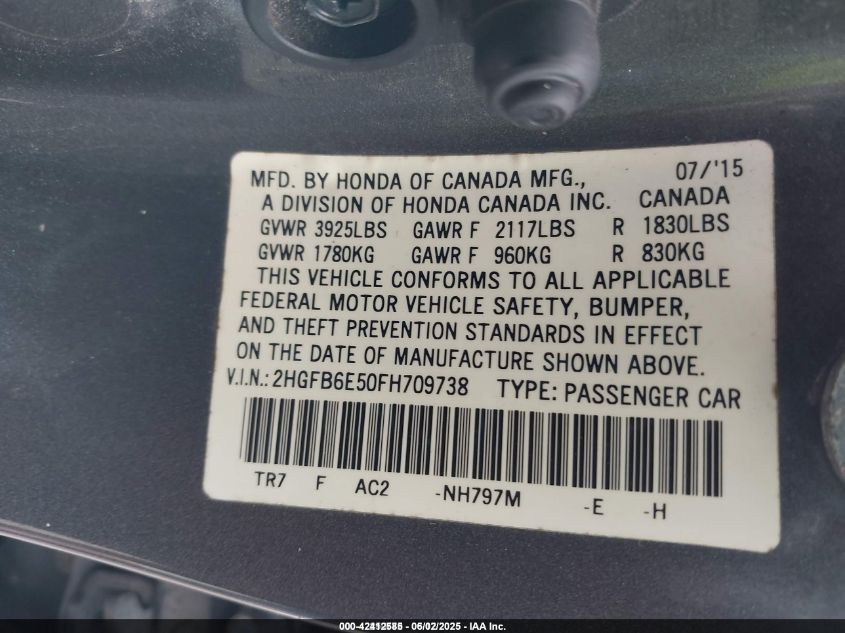 MFD. BY HONDA OF CANADA MFG., 07/'15
A DIVISION OF HONDA CANADA INC. CANADA
GVWR 3925LBS GAWR F 2117LBS R 1830LBS
GVWR 1780KG GAWR F 960KG R 830KG
THIS VEHICLE CONFORMS TO ALL APPLICABLE
FEDERAL MOTOR VEHICLE SAFETY, BUMPER,
AND THEFT PREVENTION STANDARDS IN EFFECT
ON THE DATE OF MANUFACTURE SHOWN ABOVE.
V.I.N.: 2HGFB6E50FH709738 TYPE: PASSENGER CAR
TR7 F AC2 -NH797M -E -H
06/02/2025 - IAA Inc.